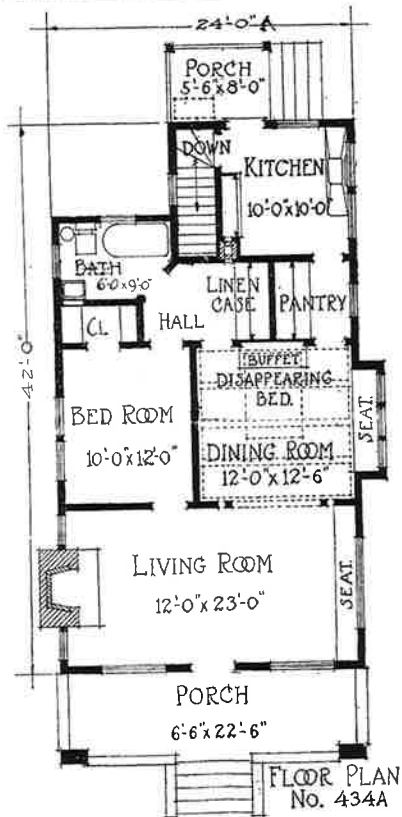 24'-0" A
PORCH
5'-6"x8'-0"
DOWN
KITCHEN
10'-0"x10'-0"
BATH
6'-0x9'-0"
LINEN
CASE
PANTRY
HALL
CL.
42'-0"
BUFFET
DISAPPEARING
BED.
BED ROOM
10'-0"x12'-0"
SEAT.
DINING ROOM
12'-0"x12'-6"
LIVING ROOM
12'-0"x23'-0"
SEAT.
PORCH
6'-6"x22'-6"
FLOOR PLAN
No. 434A